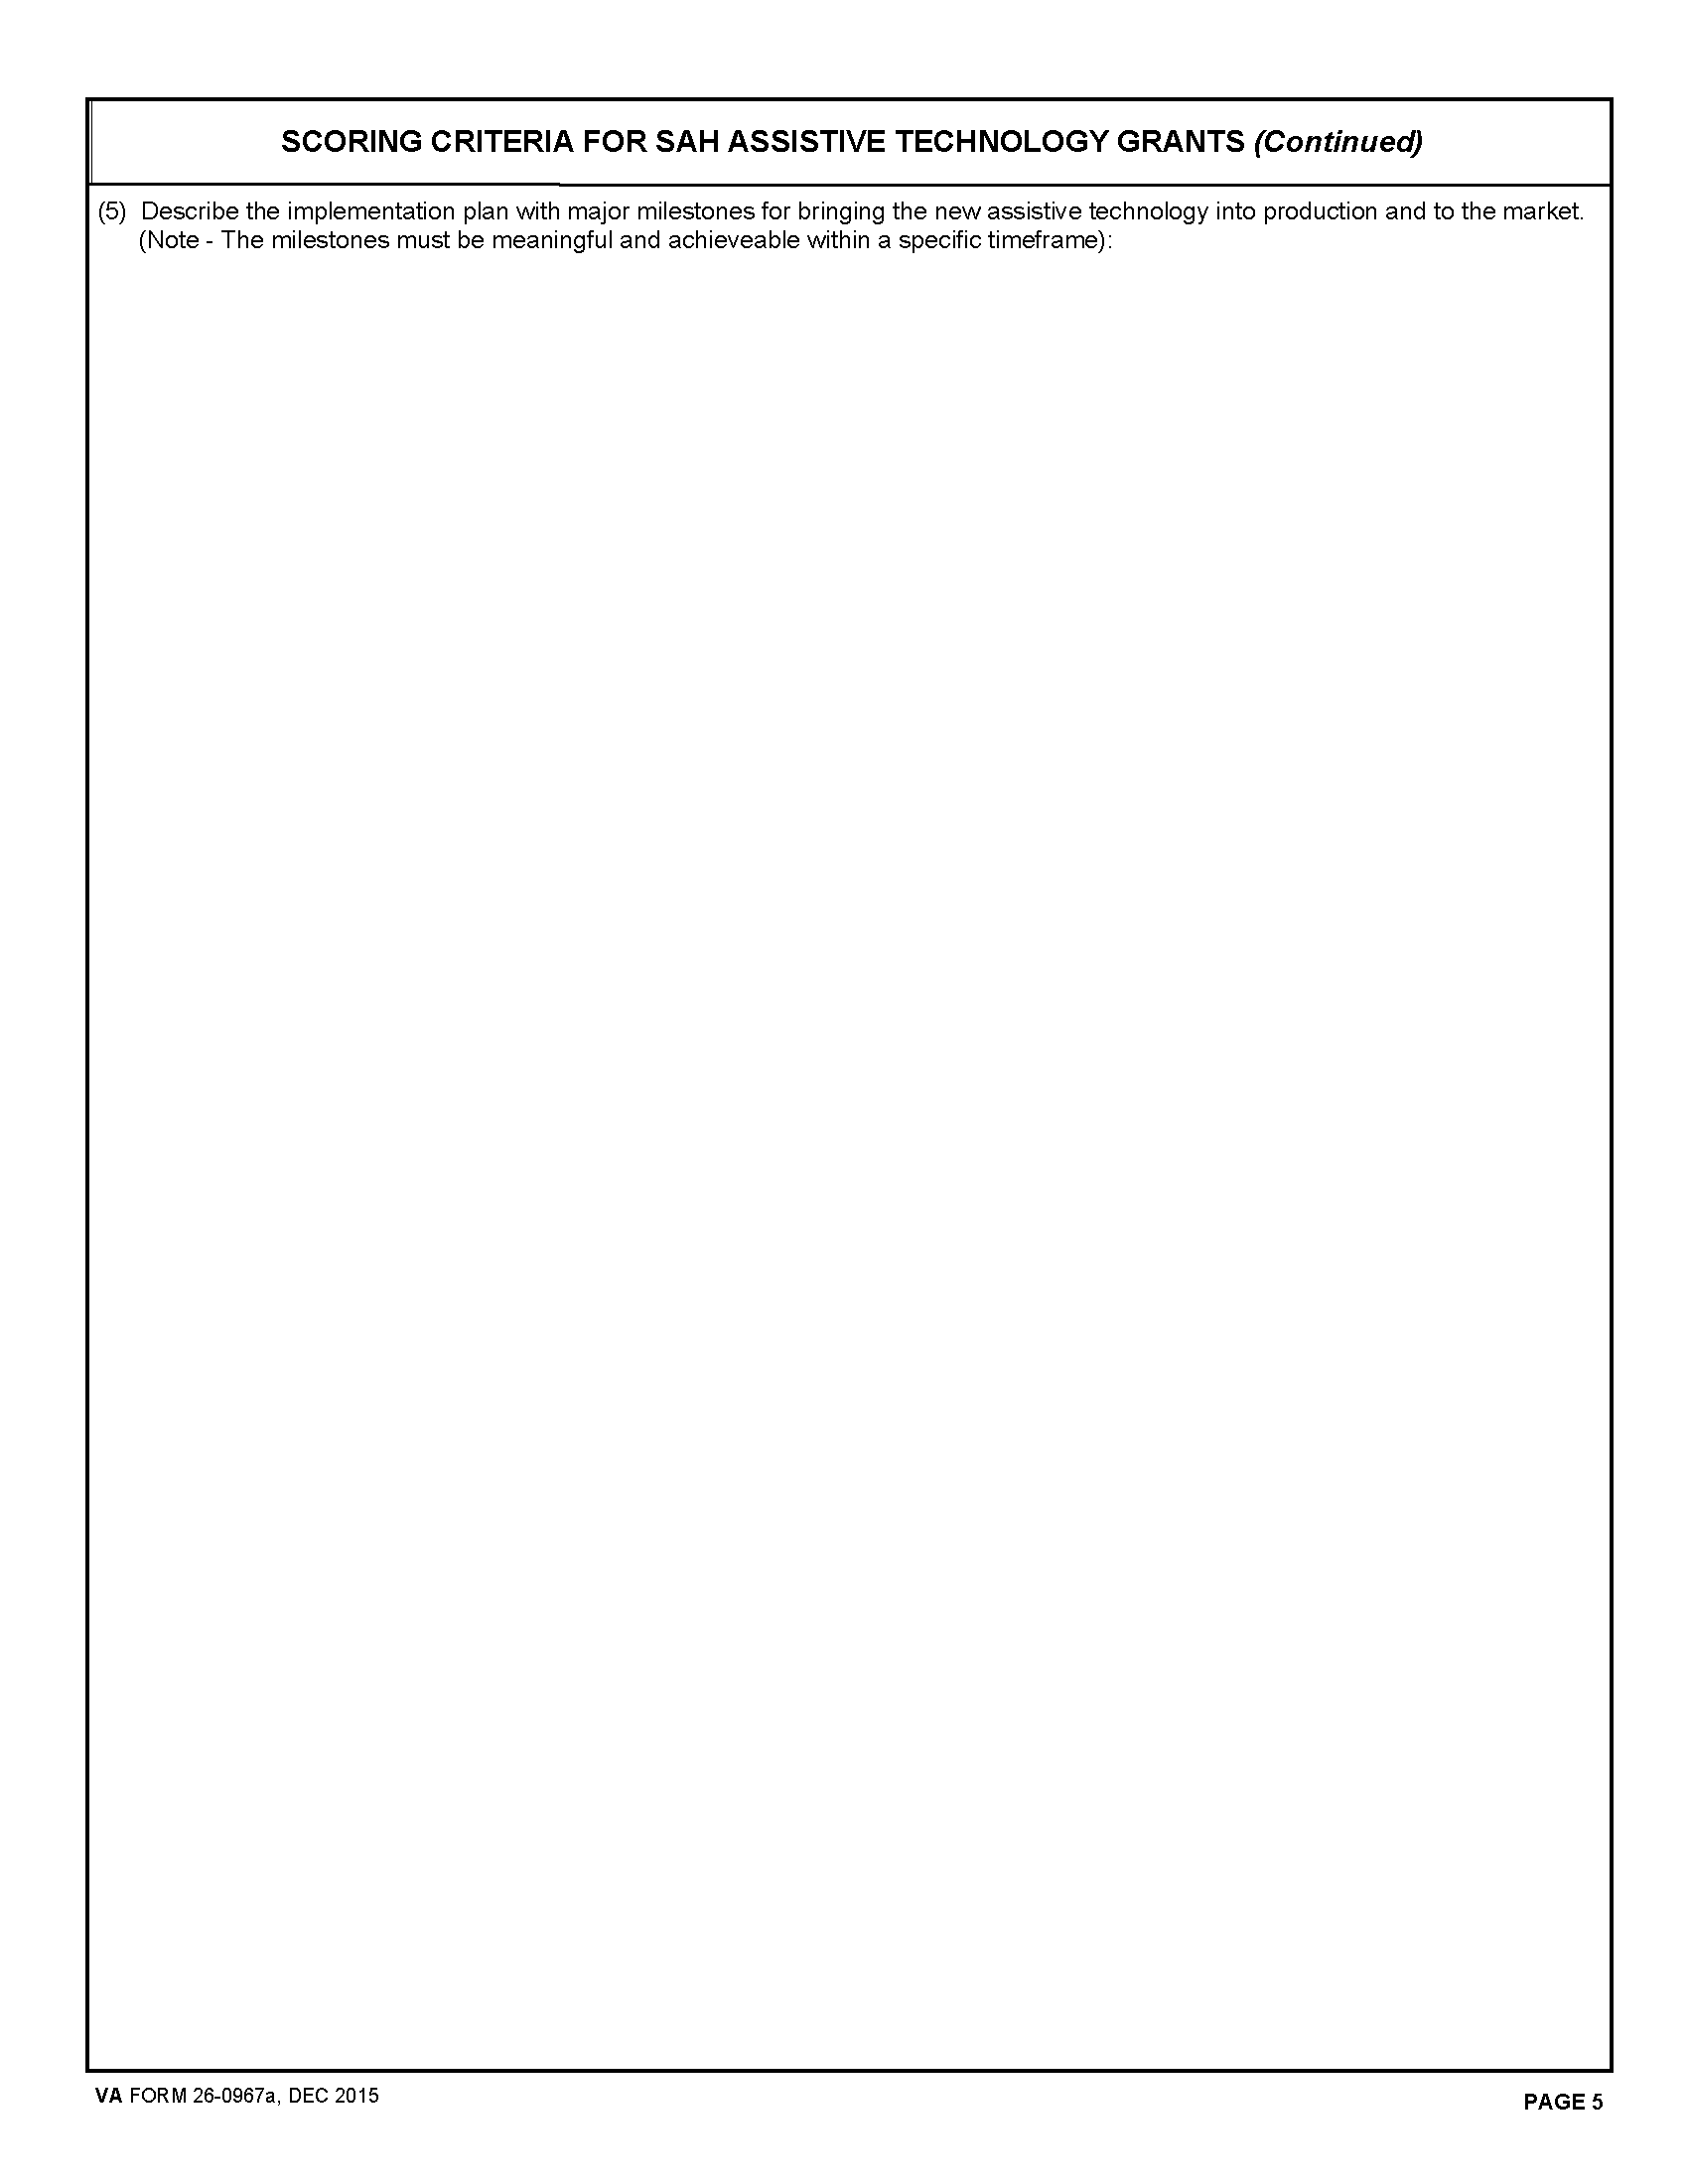 SCORING CRITERIA FOR SAH ASSISTIVE TECHNOLOGY GRANTS (Continued)
(5) Describe the implementation plan with major milestones for bringing the new assistive technology into production and to the market.
(Note - The milestones must be meaningful and achieveable within a specific timeframe):
VA FORM 26-0967a, DEC 2015
PAGE 5